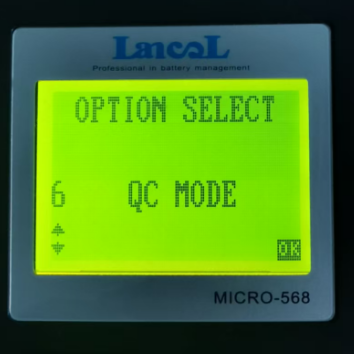 Lancol
Professional in battery management
OPTION SELECT
6 QC MODE
OK
MICRO-568